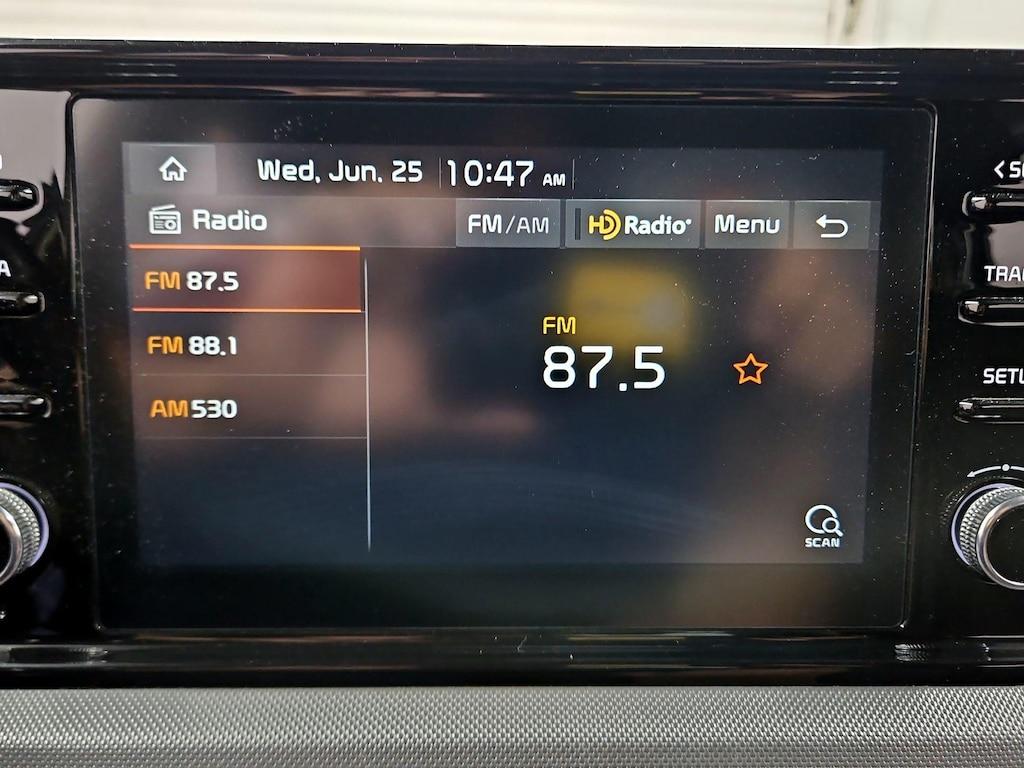 Wed, Jun. 25 10:47 AM
Radio FM/AM HD Radio Menu
FM 87.5
FM 88.1
AM 530
FM
87.5
SCAN